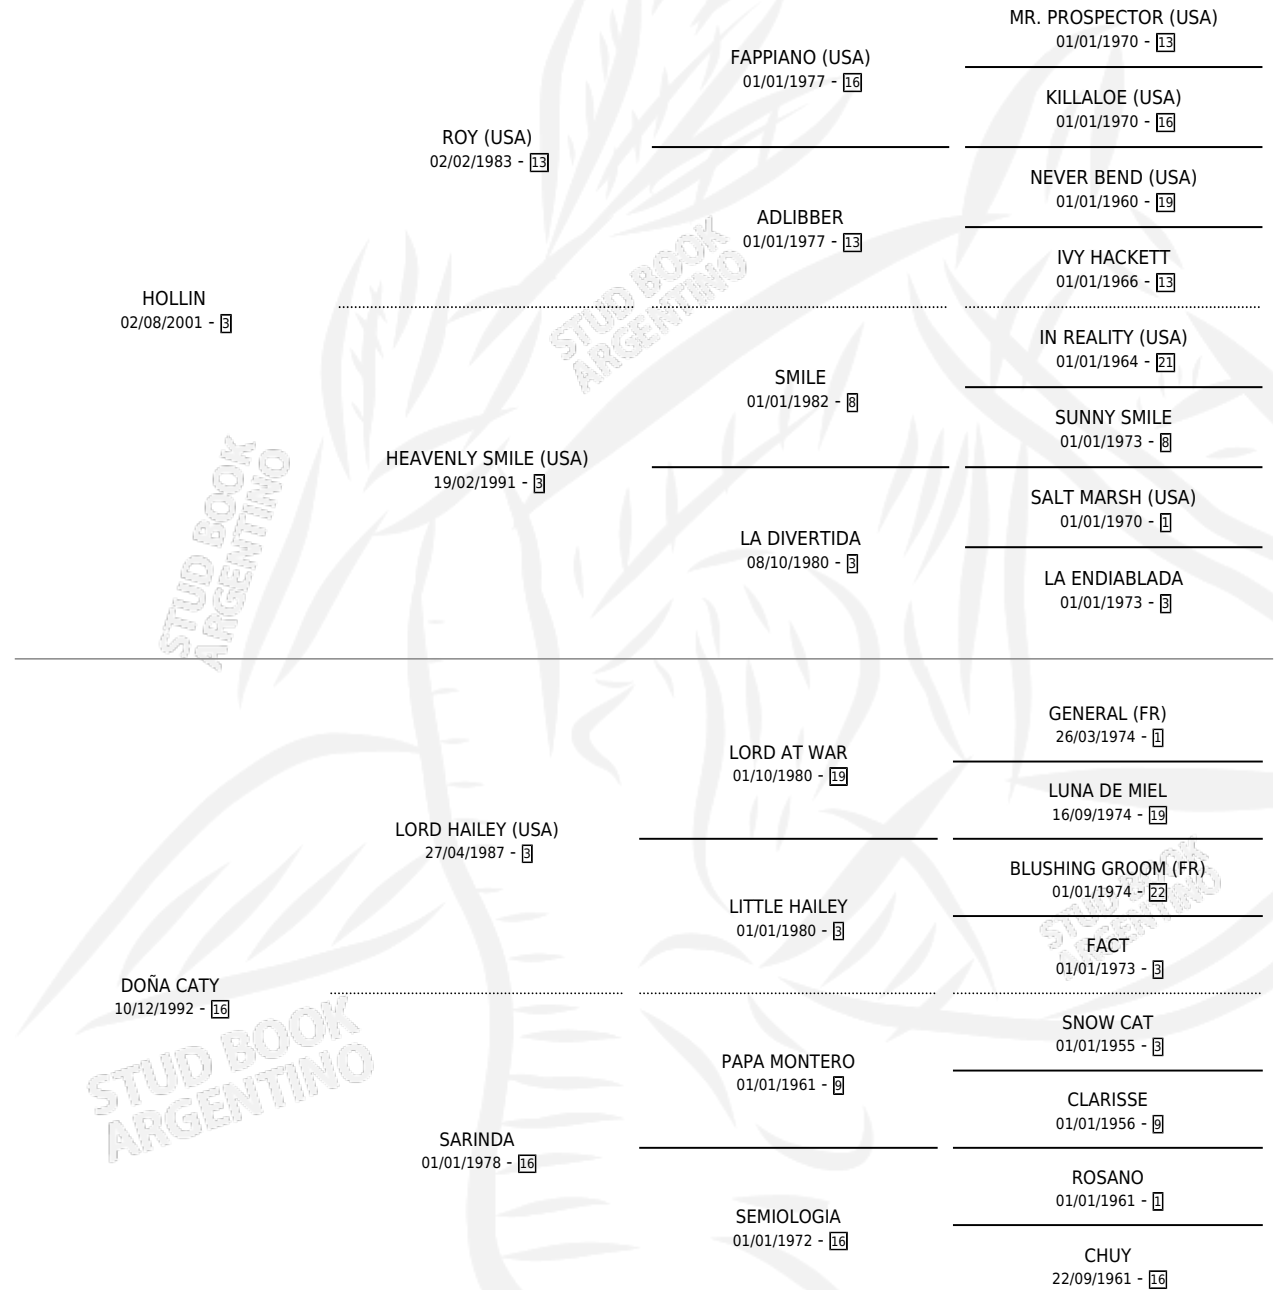 MR. PROSPECTOR (USA)
01/01/1970 - 13
FAPPIANO (USA)
01/01/1977 - 16
KILLALOE (USA)
01/01/1970 - 16
ROY (USA)
02/02/1983 - 13
NEVER BEND (USA)
01/01/1960 - 19
ADLIBBER
01/01/1977 - 13
IVY HACKETT
01/01/1966 - 13
HOLLIN
02/08/2001 - 3
IN REALITY (USA)
01/01/1964 - 21
SMILE
01/01/1982 - 8
SUNNY SMILE
01/01/1973 - 8
HEAVENLY SMILE (USA)
19/02/1991 - 3
SALT MARSH (USA)
01/01/1970 - 1
LA DIVERTIDA
08/10/1980 - 3
LA ENDIABLADA
01/01/1973 - 3
STUD BOOK
ARGENTINO
STUD BOOK
ARGENTINO
GENERAL (FR)
26/03/1974 - 1
LORD AT WAR
01/10/1980 - 19
LUNA DE MIEL
16/09/1974 - 19
LORD HAILEY (USA)
27/04/1987 - 3
BLUSHING GROOM (FR)
01/01/1974 - 22
LITTLE HAILEY
01/01/1980 - 3
FACT
01/01/1973 - 3
STUD BOOK
ARGENTINO
DOÑA CATY
10/12/1992 - 16
SNOW CAT
01/01/1955 - 3
PAPA MONTERO
01/01/1961 - 9
CLARISSE
01/01/1956 - 9
STUD BOOK
ARGENTINO
SARINDA
01/01/1978 - 16
ROSANO
01/01/1961 - 1
SEMIOLOGIA
01/01/1972 - 16
CHUY
22/09/1961 - 16